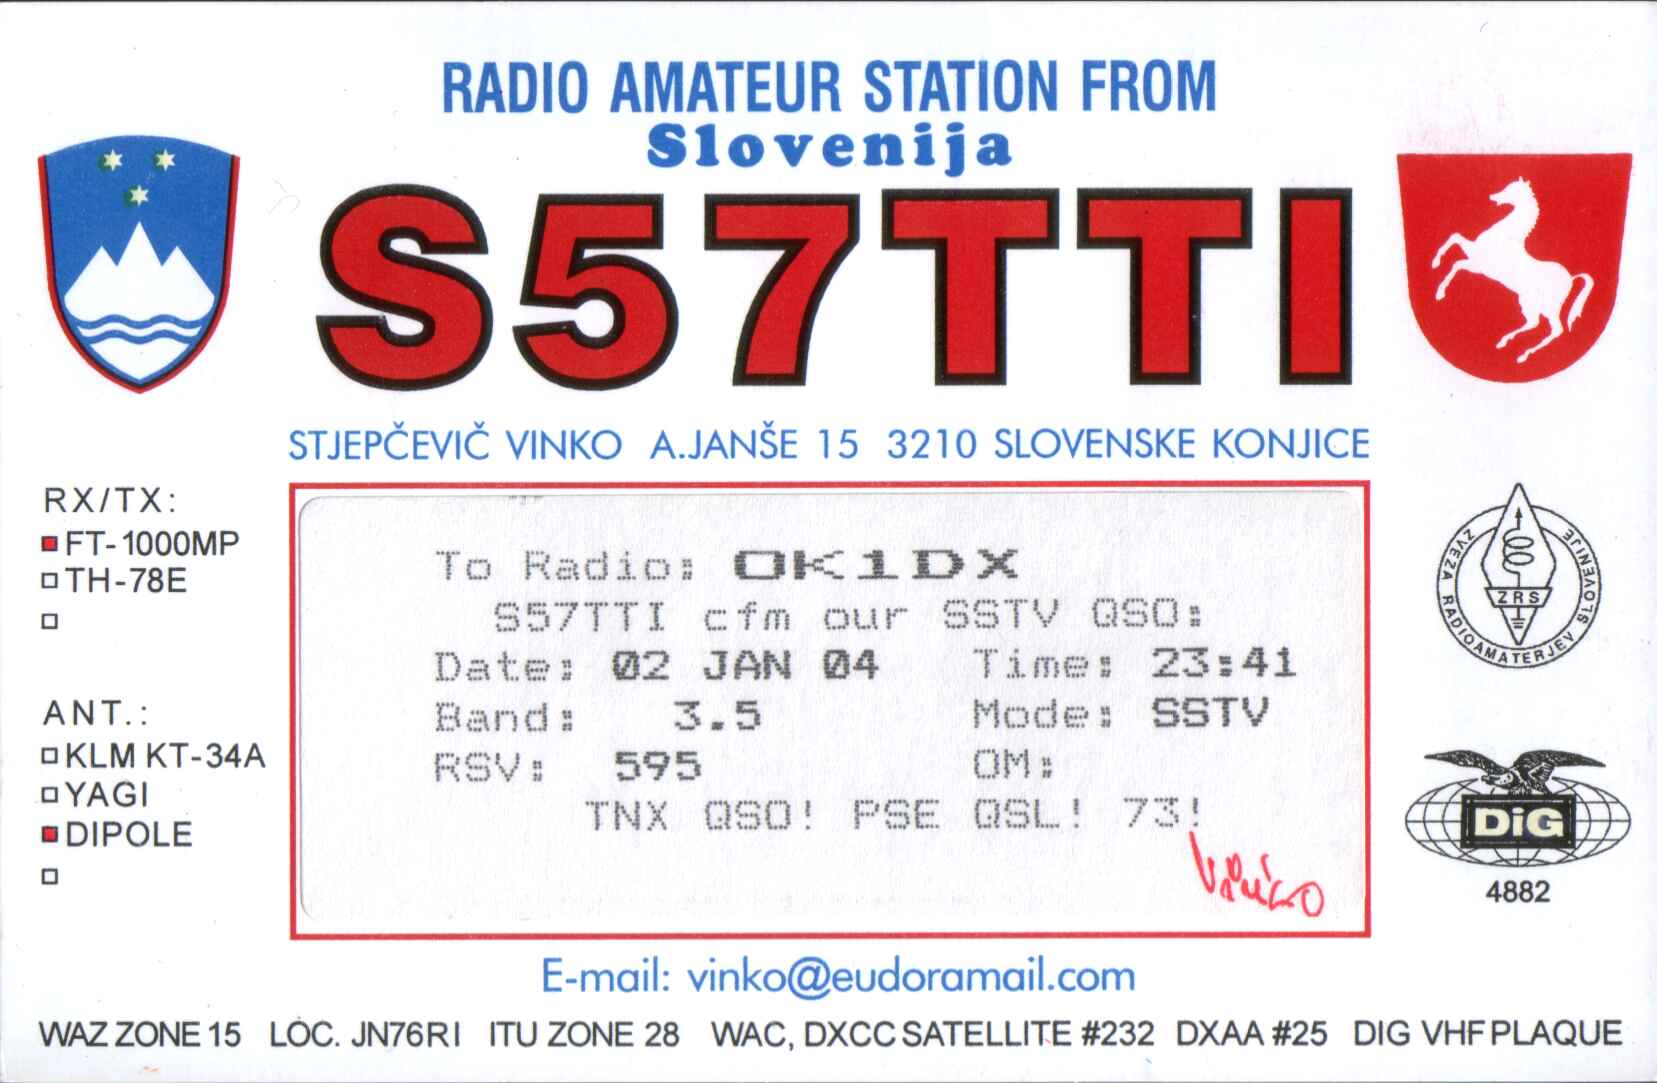 RADIO AMATEUR STATION FROM
Slovenija
S57TTI
STJEPČEVIČ VINKO A.JANŠE 15 3210 SLOVENSKE KONJICE
RX/TX:
FT-1000MP
TH-78E
ANT.:
KLM KT-34A
YAGI
DIPOLE
To Radio: OK1DX
S57TTI cfm our SSTV QSO:
Date: 02 JAN 04 Time: 23:41
Band: 3.5 Mode: SSTV
RSV: 595 OM:
TNX QSO! PSE QSL! 73!
Vinko
ZVEZA RADIOAMATERJEV SLOVENIJE
ZRS
DiG
4882
E-mail: vinko@eudoramail.com
WAZ ZONE 15 LOC. JN76RI ITU ZONE 28 WAC, DXCC SATELLITE #232 DXAA #25 DIG VHF PLAQUE